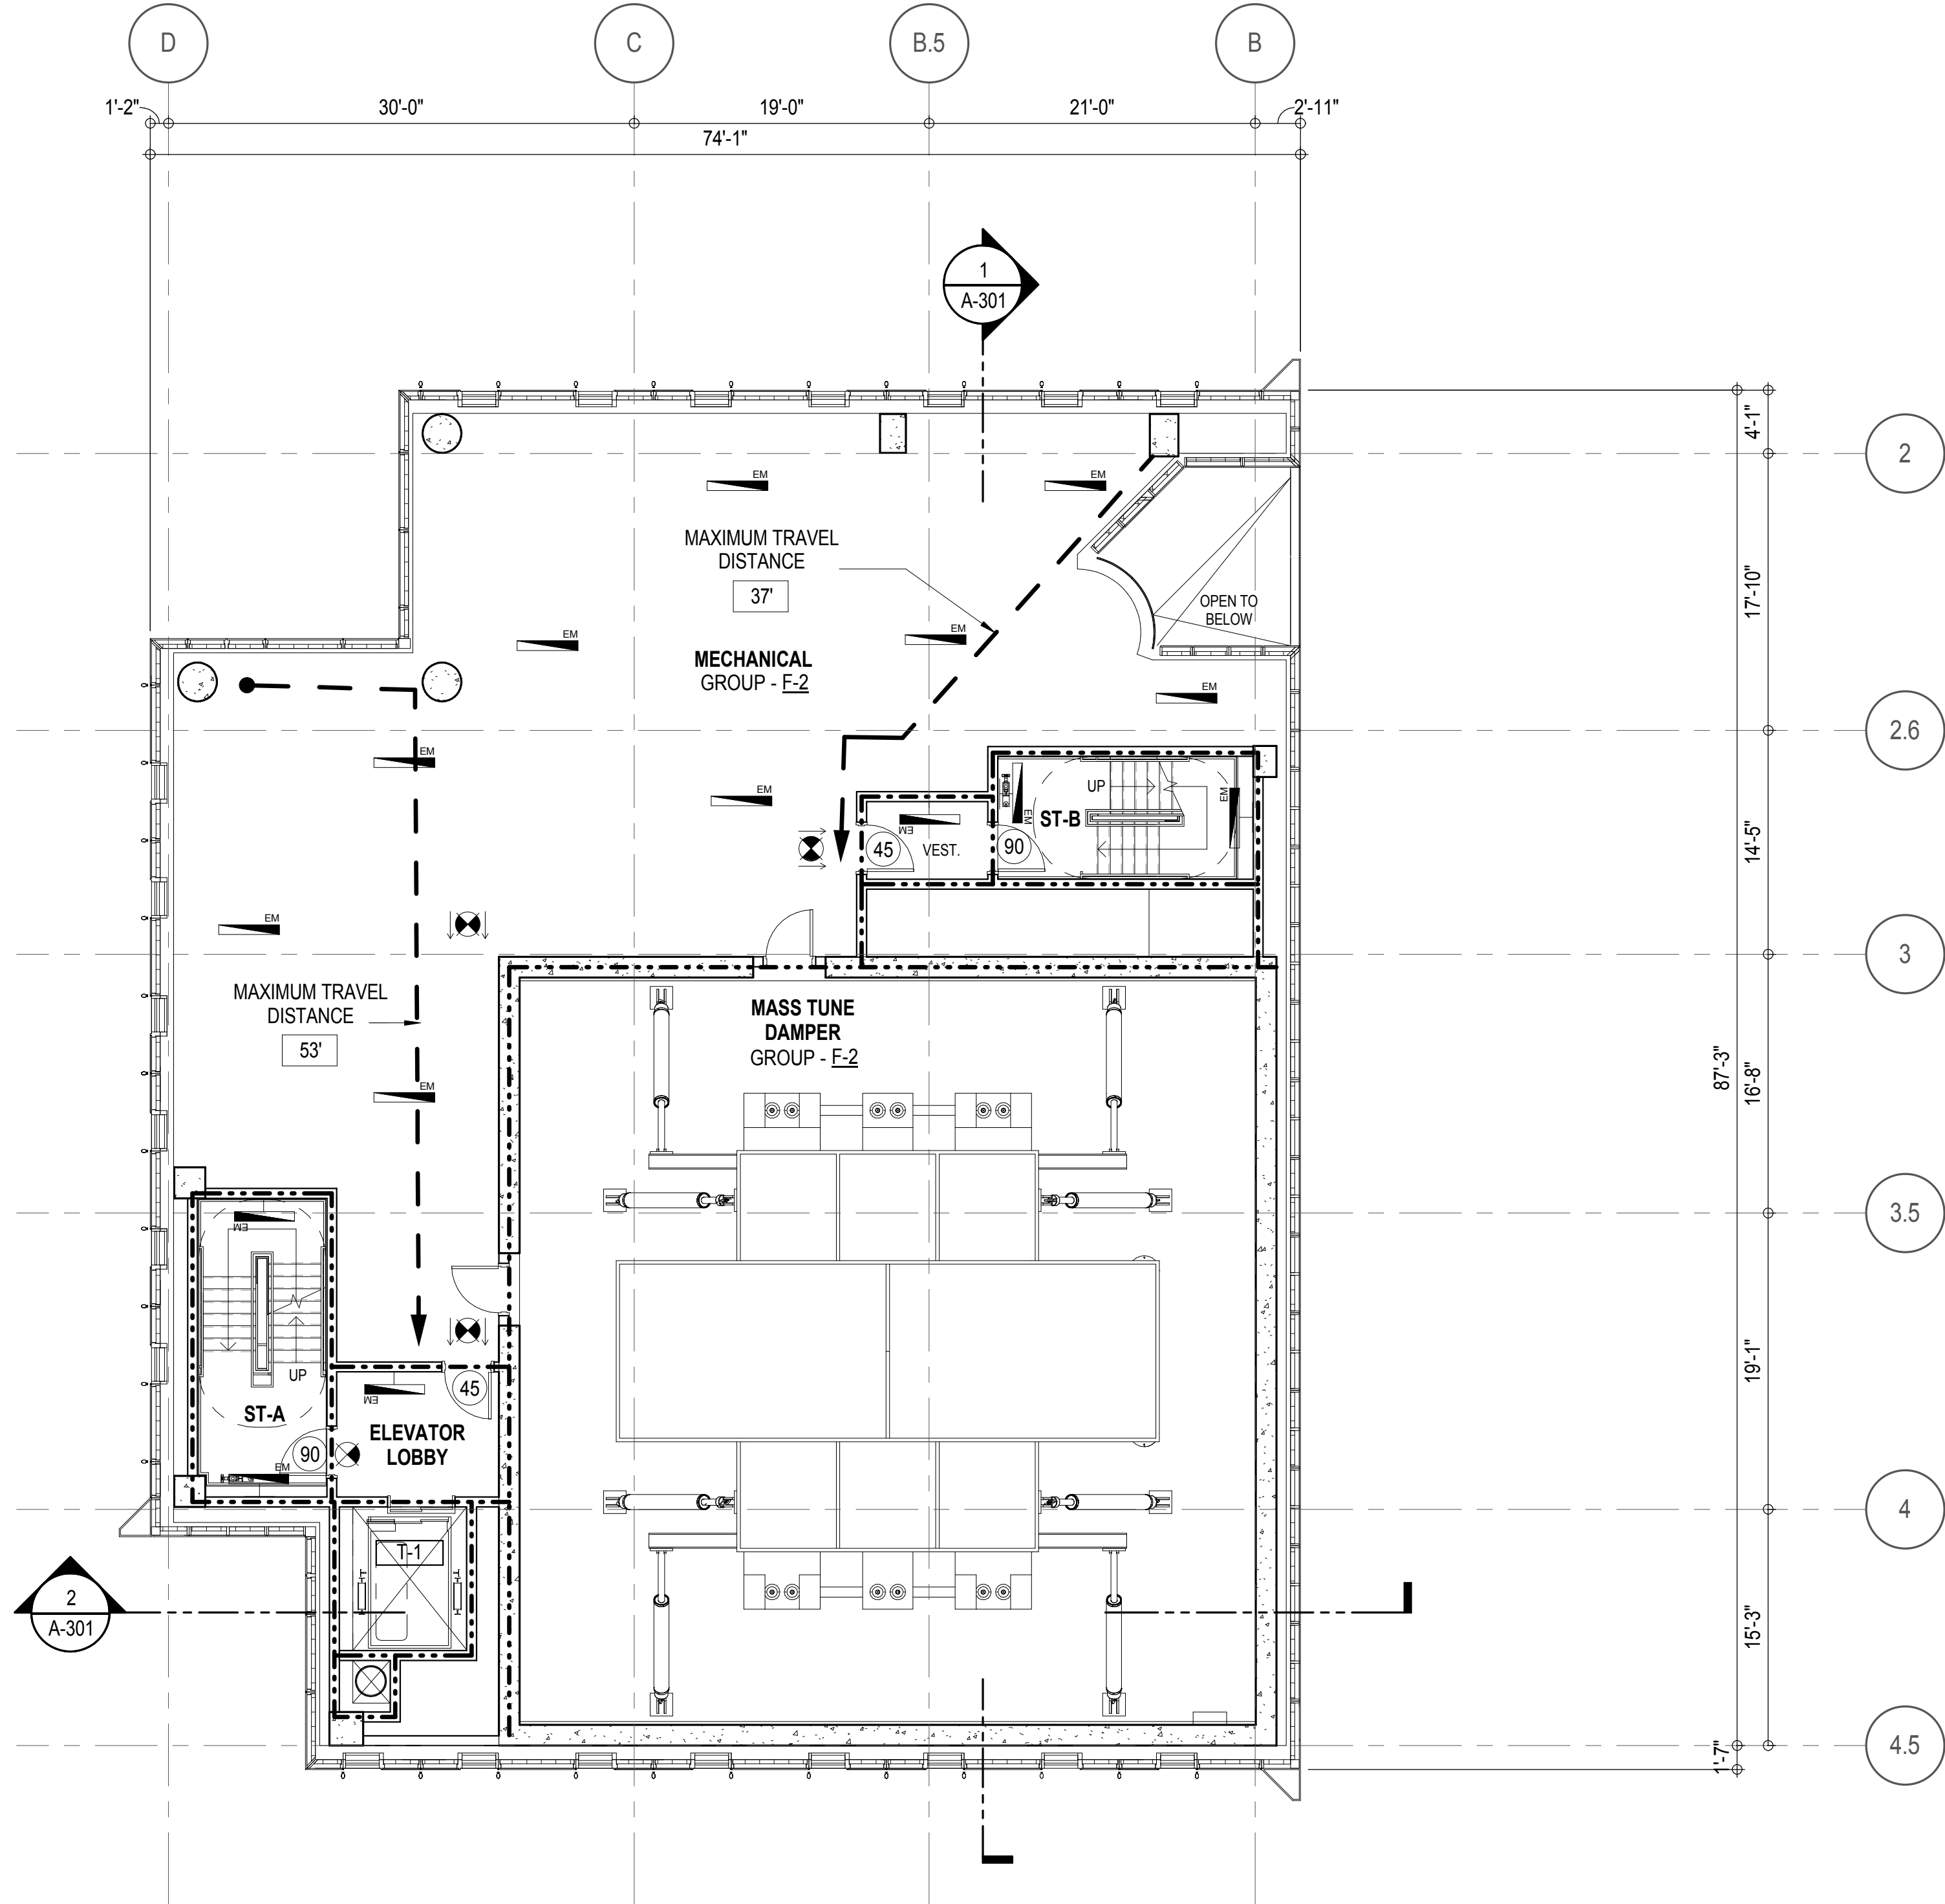 D
C
B.5
B
1'-2"
30'-0"
19'-0"
21'-0"
2'-11"
74'-1"
1
A-301
4'-1"
2
EM
EM
MAXIMUM TRAVEL
DISTANCE
37'
17'-10"
OPEN TO
BELOW
EM
EM
MECHANICAL
GROUP - F-2
EM
2.6
EM
EM
UP
EM
EM
ST-B
EM
45
VEST.
90
14'-5"
EM
3
MAXIMUM TRAVEL
DISTANCE
53'
MASS TUNE
DAMPER
GROUP - F-2
87'-3"
16'-8"
EM
EM
3.5
UP
19'-1"
45
EM
ST-A
ELEVATOR
LOBBY
90
EM
4
T-1
2
A-301
15'-3"
4.5
1'-7"